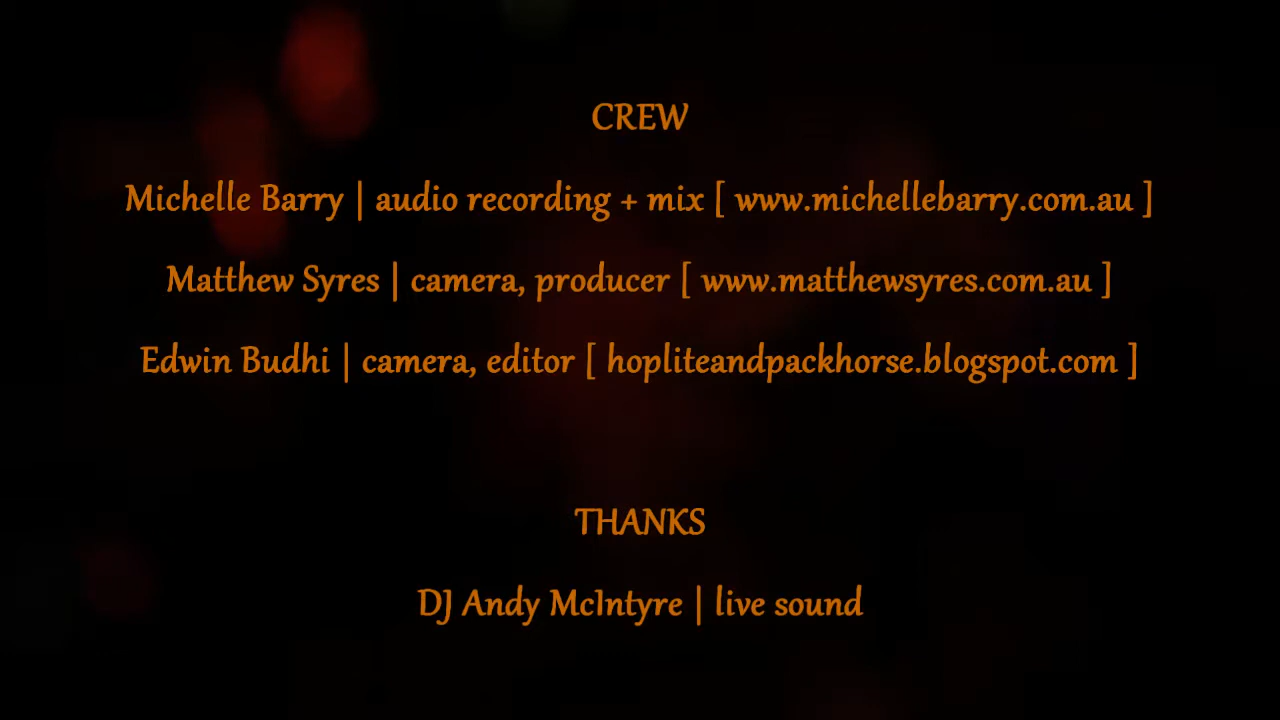 CREW
Michelle Barry | audio recording + mix [ www.michellebarry.com.au ]
Matthew Syres | camera, producer [ www.matthewsyres.com.au ]
Edwin Budhi | camera, editor [ hopliteandpackhorse.blogspot.com ]
THANKS
DJ Andy McIntyre | live sound